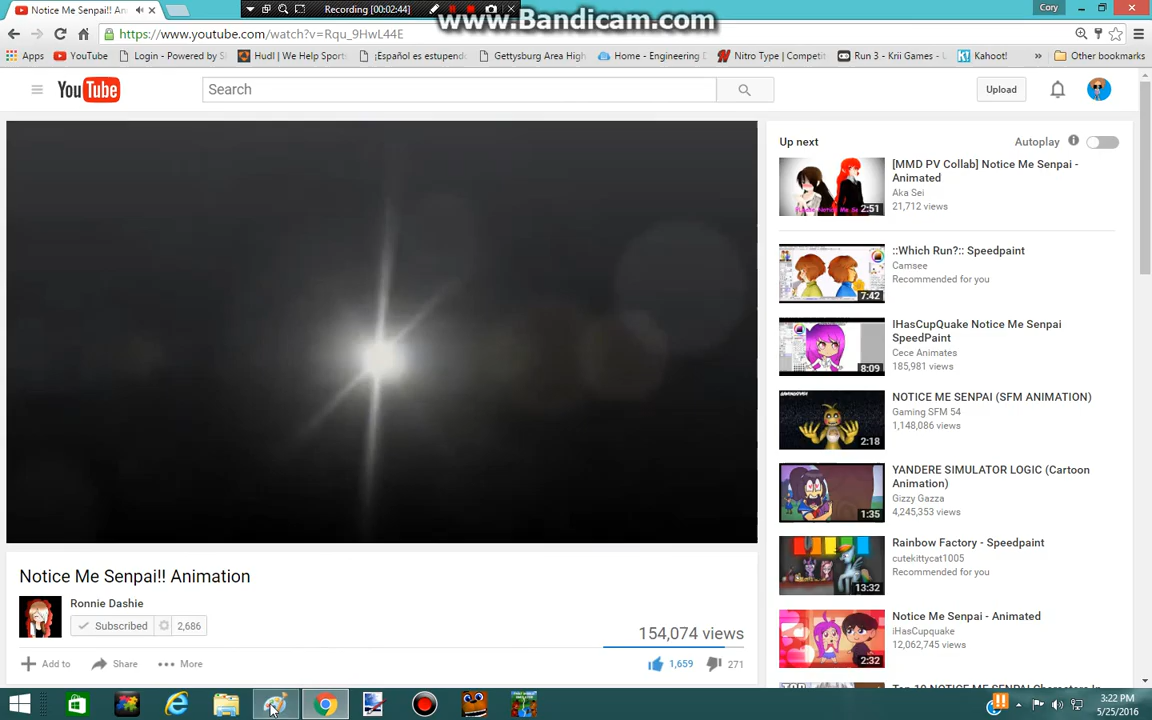 Notice Me Senpai!! An
Recording [00:02:44]
www.Bandicam.com
Cory
https://www.youtube.com/watch?v=Rqu_9HwL44E
Apps
YouTube
Login - Powered by
Hudl | We Help Sport
¡Español es estupendo
Gettysburg Area High
Home - Engineering
Nitro Type | Competit
Run 3 - Krii Games -
Kahoot!
»
Other bookmarks
YouTube
Search
Upload
Up next
Autoplay
[MMD PV Collab] Notice Me Senpai -
Animated
Aka Sei
21,712 views
2:51
::Which Run?:: Speedpaint
Camsee
Recommended for you
7:42
IHasCupQuake Notice Me Senpai
SpeedPaint
Cece Animates
185,981 views
8:09
NOTICE ME SENPAI (SFM ANIMATION)
Gaming SFM 54
1,148,086 views
2:18
YANDERE SIMULATOR LOGIC (Cartoon
Animation)
Gizzy Gazza
4,245,353 views
1:35
Rainbow Factory - Speedpaint
cutekittycat1005
Recommended for you
13:32
Notice Me Senpai - Animated
iHasCupquake
12,062,745 views
2:32
Notice Me Senpai!! Animation
Ronnie Dashie
Subscribed
2,686
154,074 views
Add to
Share
More
1,659
271
3:22 PM
5/25/2016